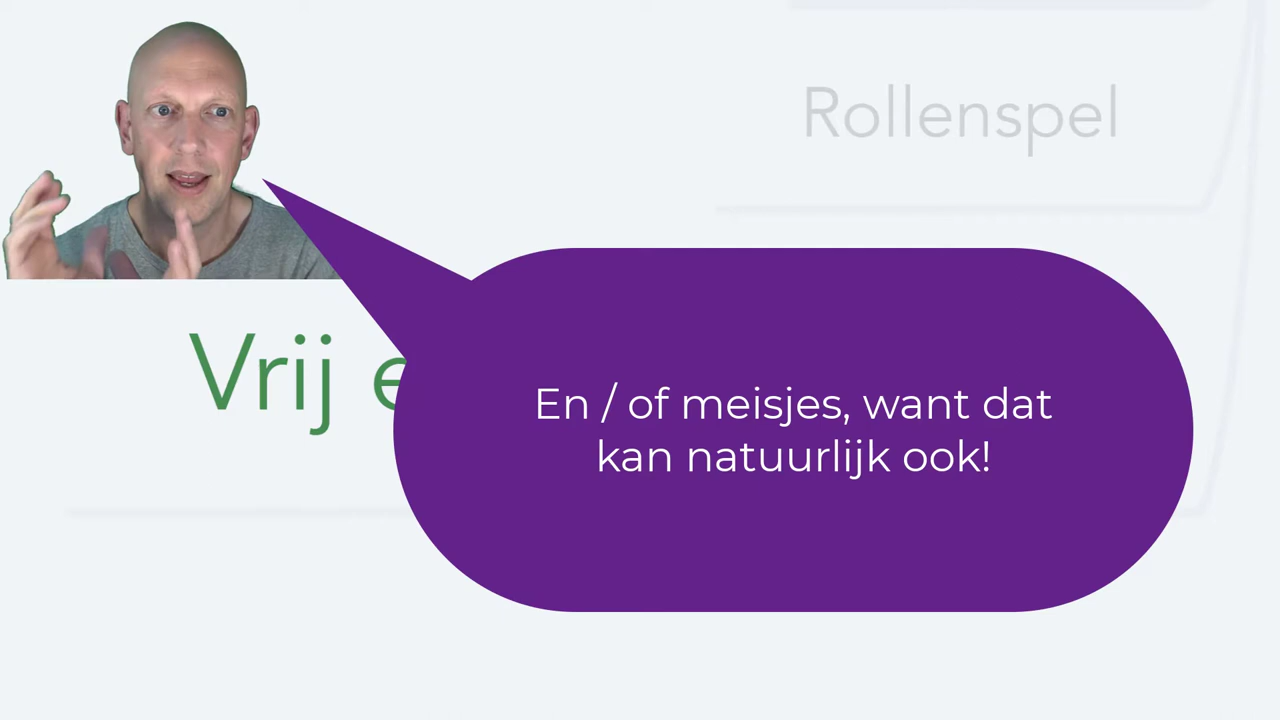 Rollenspel
Vrij e
En / of meisjes, want dat
kan natuurlijk ook!